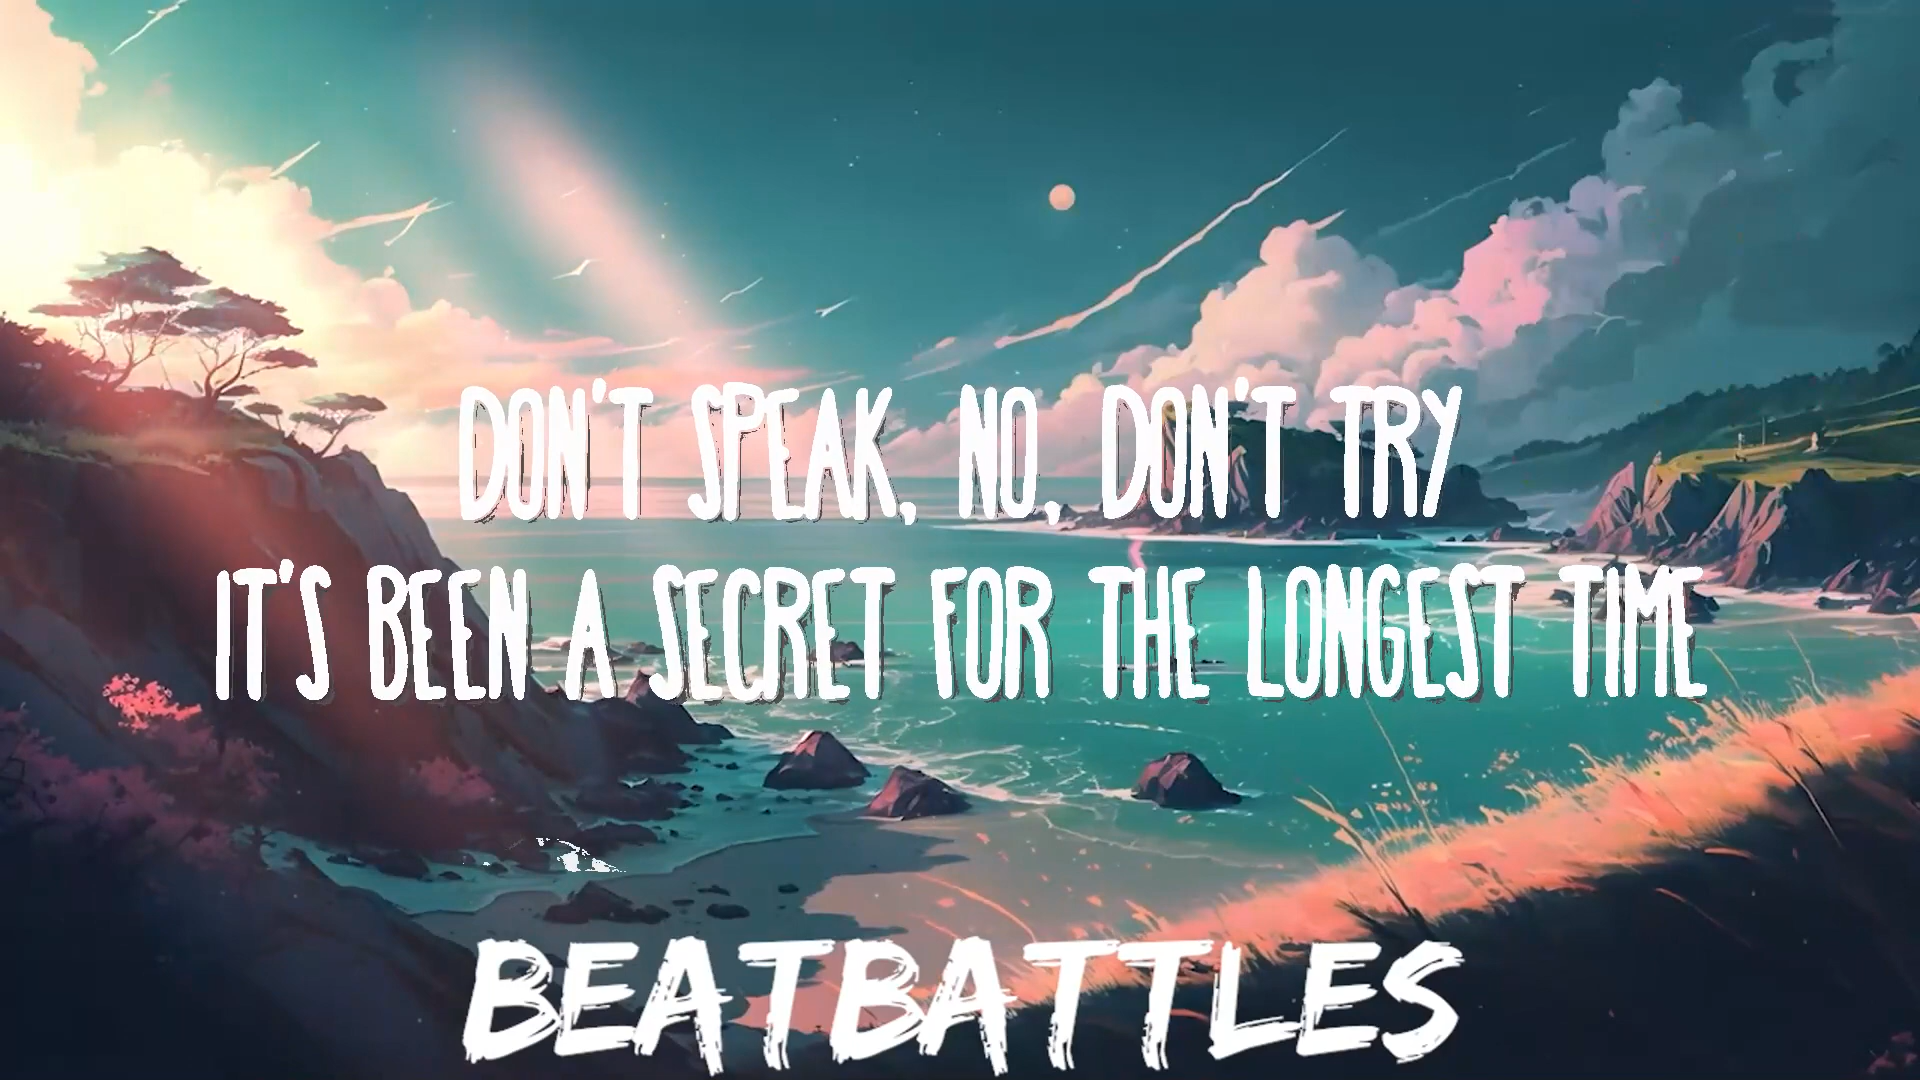 DON'T SPEAK, NO, DON'T TRY
IT'S BEEN A SECRET FOR THE LONGEST TIME
BEATBATTLES